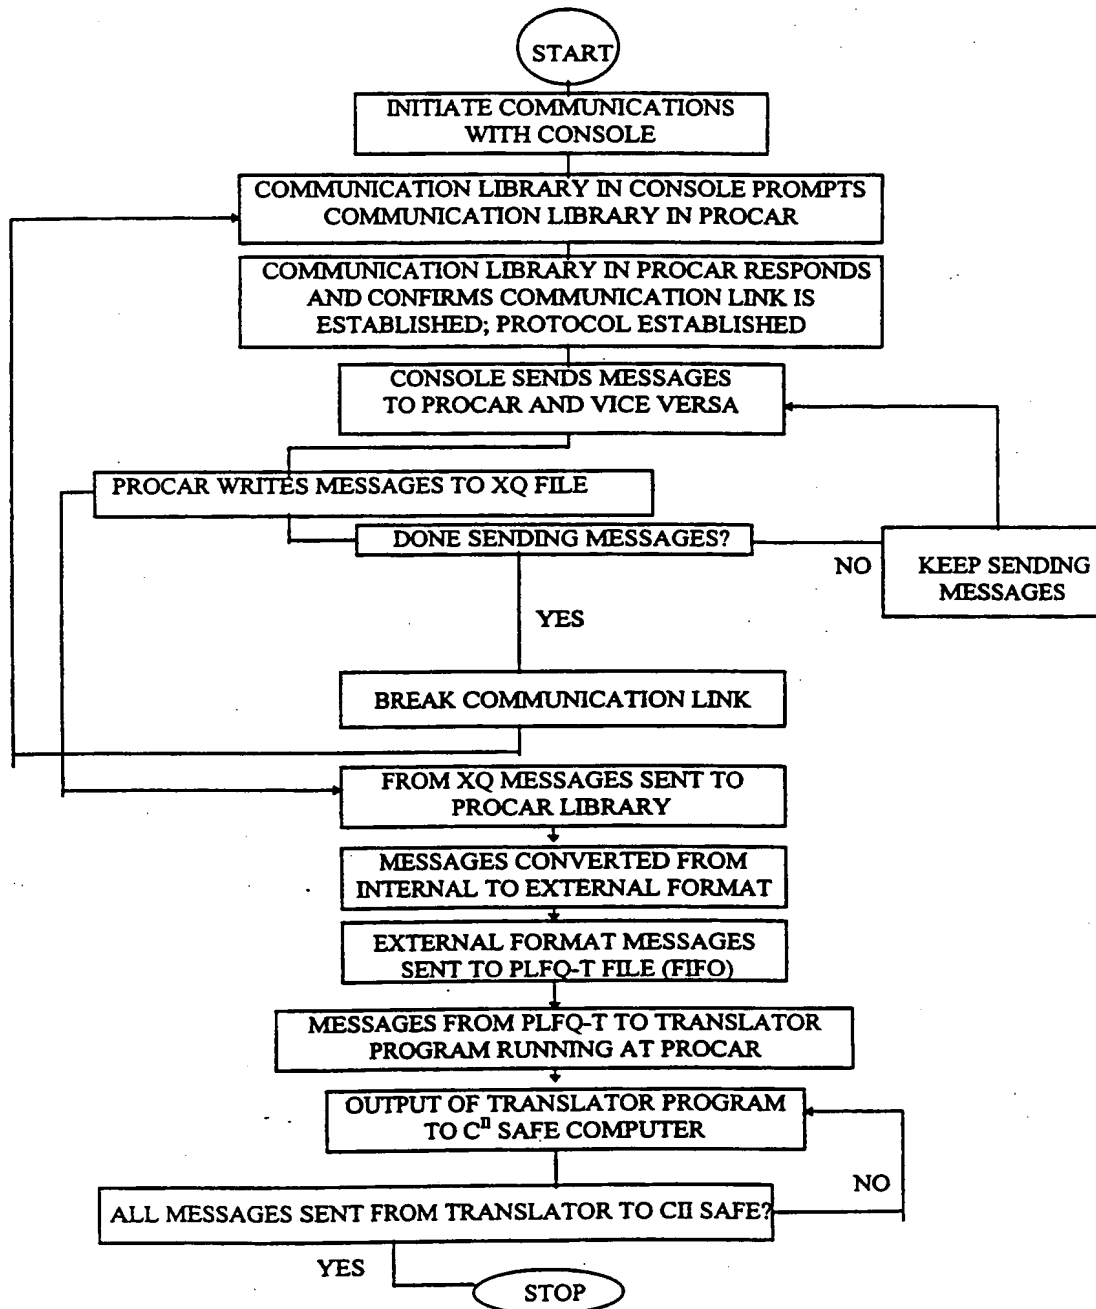 START
INITIATE COMMUNICATIONS
WITH CONSOLE
COMMUNICATION LIBRARY IN CONSOLE PROMPTS
COMMUNICATION LIBRARY IN PROCAR
COMMUNICATION LIBRARY IN PROCAR RESPONDS
AND CONFIRMS COMMUNICATION LINK IS
ESTABLISHED; PROTOCOL ESTABLISHED
CONSOLE SENDS MESSAGES
TO PROCAR AND VICE VERSA
PROCAR WRITES MESSAGES TO XQ FILE
DONE SENDING MESSAGES?
NO
KEEP SENDING
MESSAGES
YES
BREAK COMMUNICATION LINK
FROM XQ MESSAGES SENT TO
PROCAR LIBRARY
MESSAGES CONVERTED FROM
INTERNAL TO EXTERNAL FORMAT
EXTERNAL FORMAT MESSAGES
SENT TO PLFQ-T FILE (FIFO)
MESSAGES FROM PLFQ-T TO TRANSLATOR
PROGRAM RUNNING AT PROCAR
OUTPUT OF TRANSLATOR PROGRAM
TO C^II SAFE COMPUTER
NO
ALL MESSAGES SENT FROM TRANSLATOR TO CII SAFE?
YES
STOP